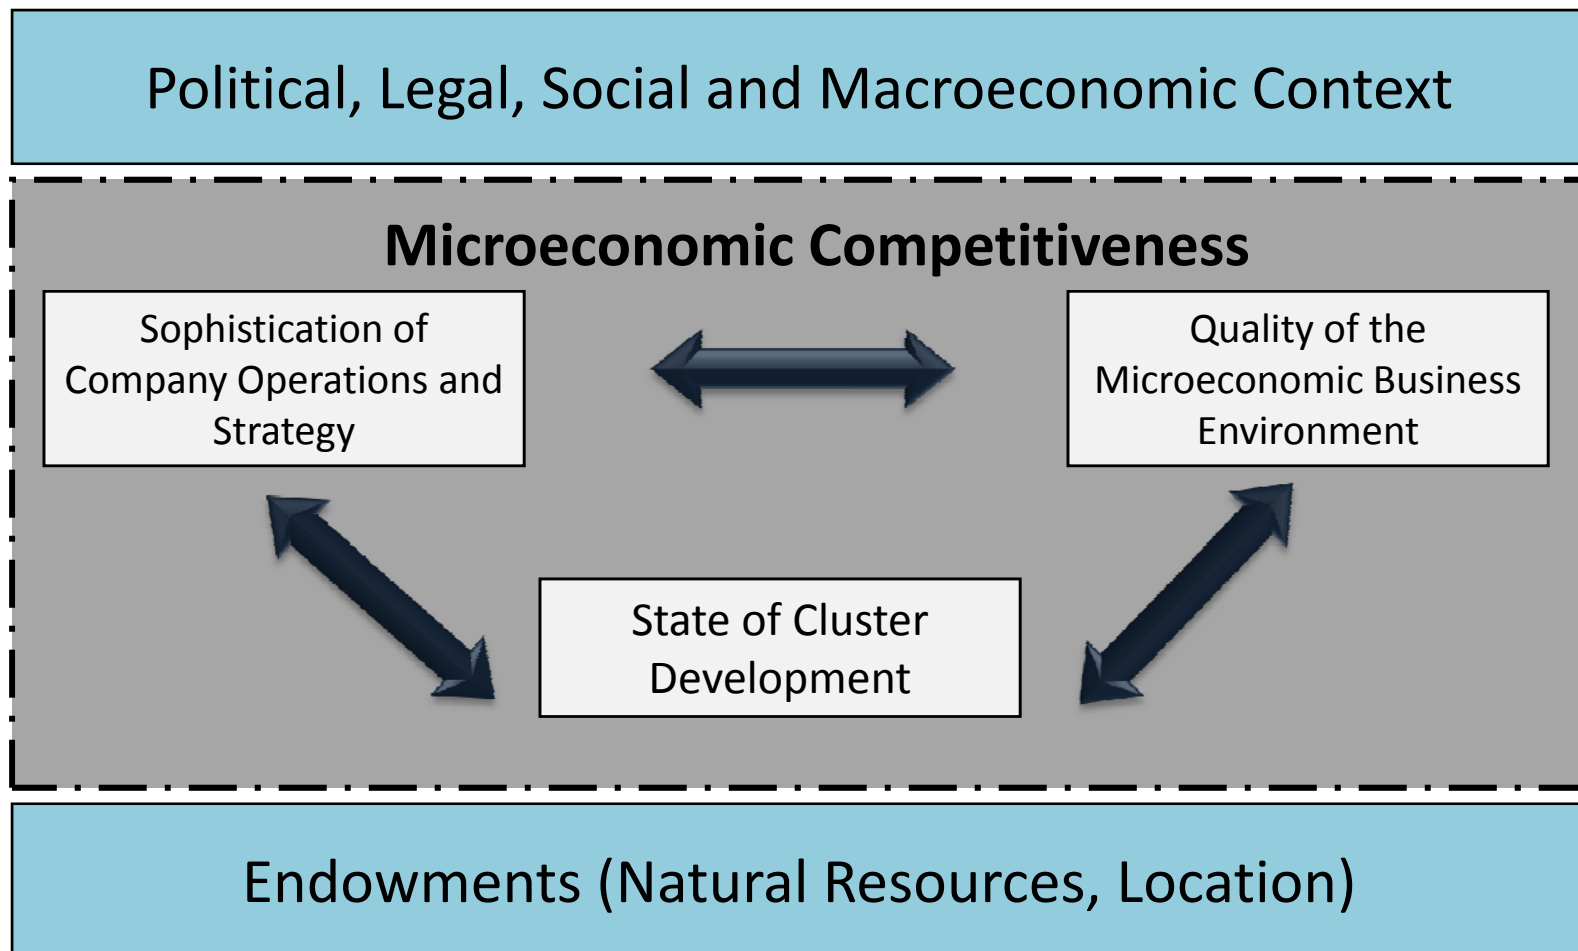 Political, Legal, Social and Macroeconomic Context
Microeconomic Competitiveness
Sophistication of
Company Operations and
Strategy
Quality of the
Microeconomic Business
Environment
State of Cluster
Development
Endowments (Natural Resources, Location)